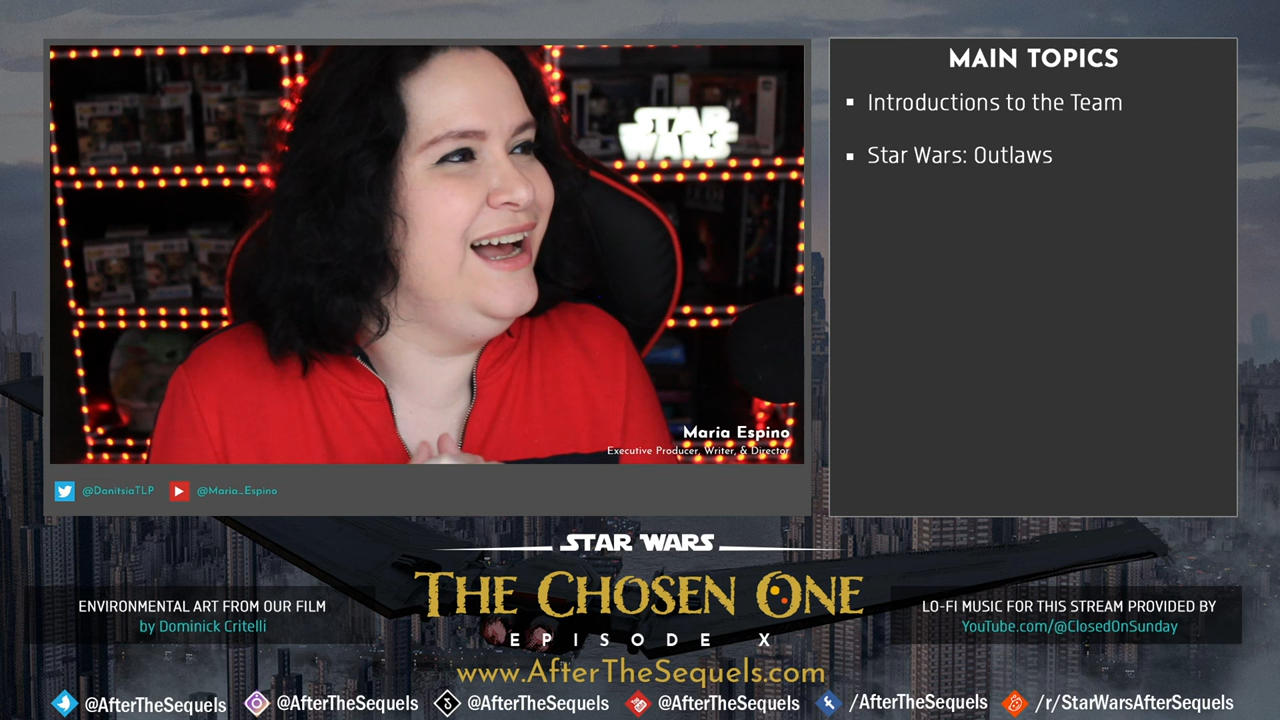 STAR
WARS
Maria Espino
Executive Producer, Writer, & Director
@DanitsiaTLP
@Maria_Espino
MAIN TOPICS
▪ Introductions to the Team
▪ Star Wars: Outlaws
STAR WARS
THE CHOSEN ONE
EPISODE X
www.AfterTheSequels.com
ENVIRONMENTAL ART FROM OUR FILM
by Dominick Critelli
LO-FI MUSIC FOR THIS STREAM PROVIDED BY
YouTube.com/@ClosedOnSunday
@AfterTheSequels
@AfterTheSequels
@AfterTheSequels
@AfterTheSequels
/AfterTheSequels
/r/StarWarsAfterSequels